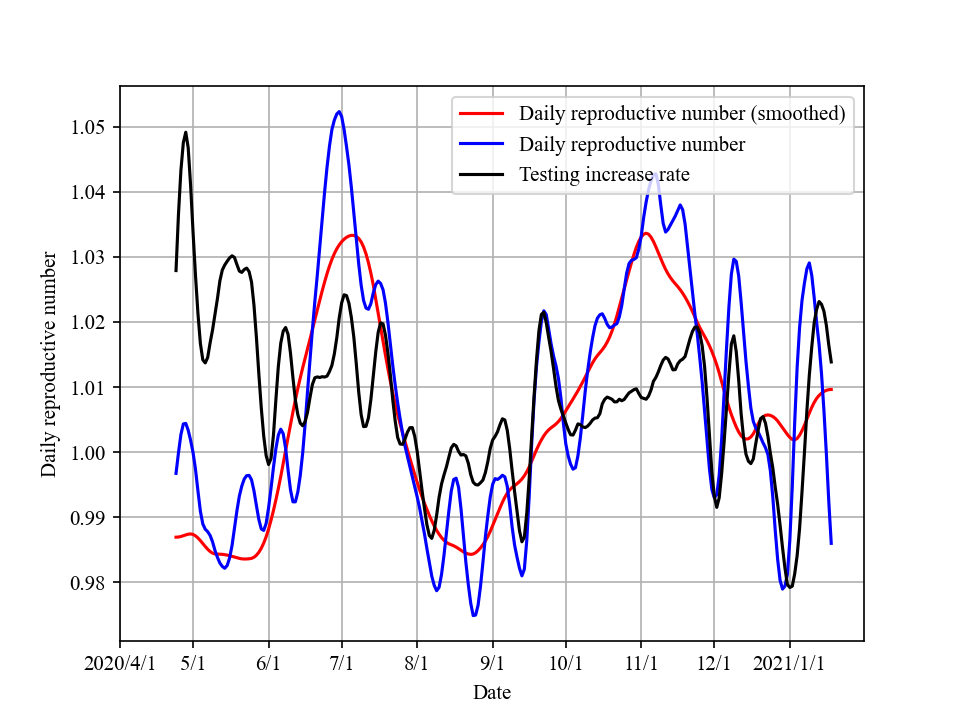 Daily reproductive number (smoothed)
Daily reproductive number
Testing increase rate
Daily reproductive number
1.05
1.04
1.03
1.02
1.01
1.00
0.99
0.98
2020/4/1 5/1 6/1 7/1 8/1 9/1 10/1 11/1 12/1 2021/1/1
Date